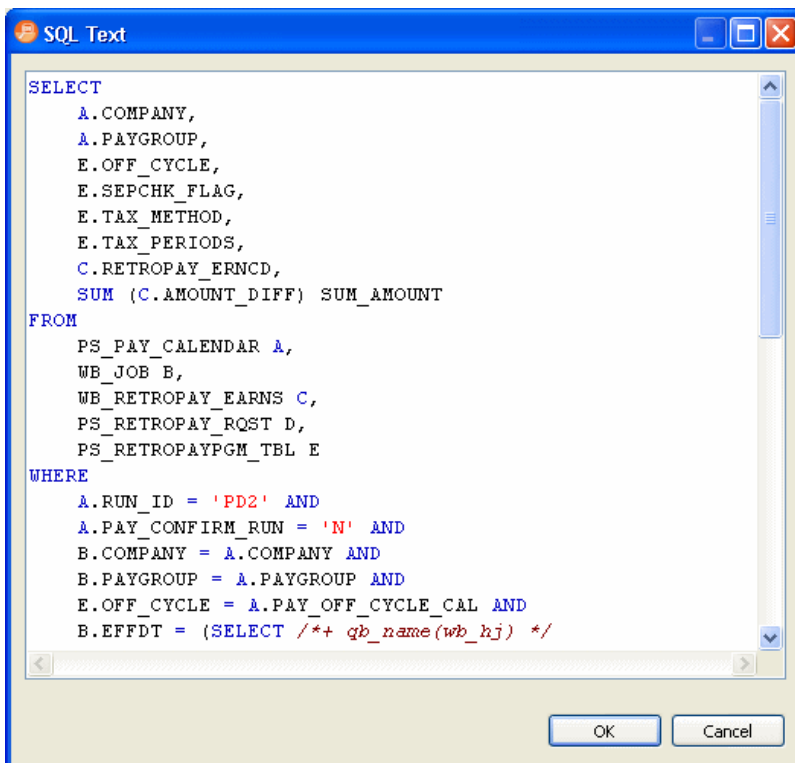 SQL Text
SELECT
A.COMPANY,
A.PAYGROUP,
E.OFF_CYCLE,
E.SEPCHK_FLAG,
E.TAX_METHOD,
E.TAX_PERIODS,
C.RETROPAY_ERNCD,
SUM (C.AMOUNT_DIFF) SUM_AMOUNT
FROM
PS_PAY_CALENDAR A,
WB_JOB B,
WB_RETROPAY_EARNS C,
PS_RETROPAY_RQST D,
PS_RETROPAYPGM_TBL E
WHERE
A.RUN_ID = 'PD2' AND
A.PAY_CONFIRM_RUN = 'N' AND
B.COMPANY = A.COMPANY AND
B.PAYGROUP = A.PAYGROUP AND
E.OFF_CYCLE = A.PAY_OFF_CYCLE_CAL AND
B.EFFDT = (SELECT /*+ qb_name(wb_hj) */
OK Cancel